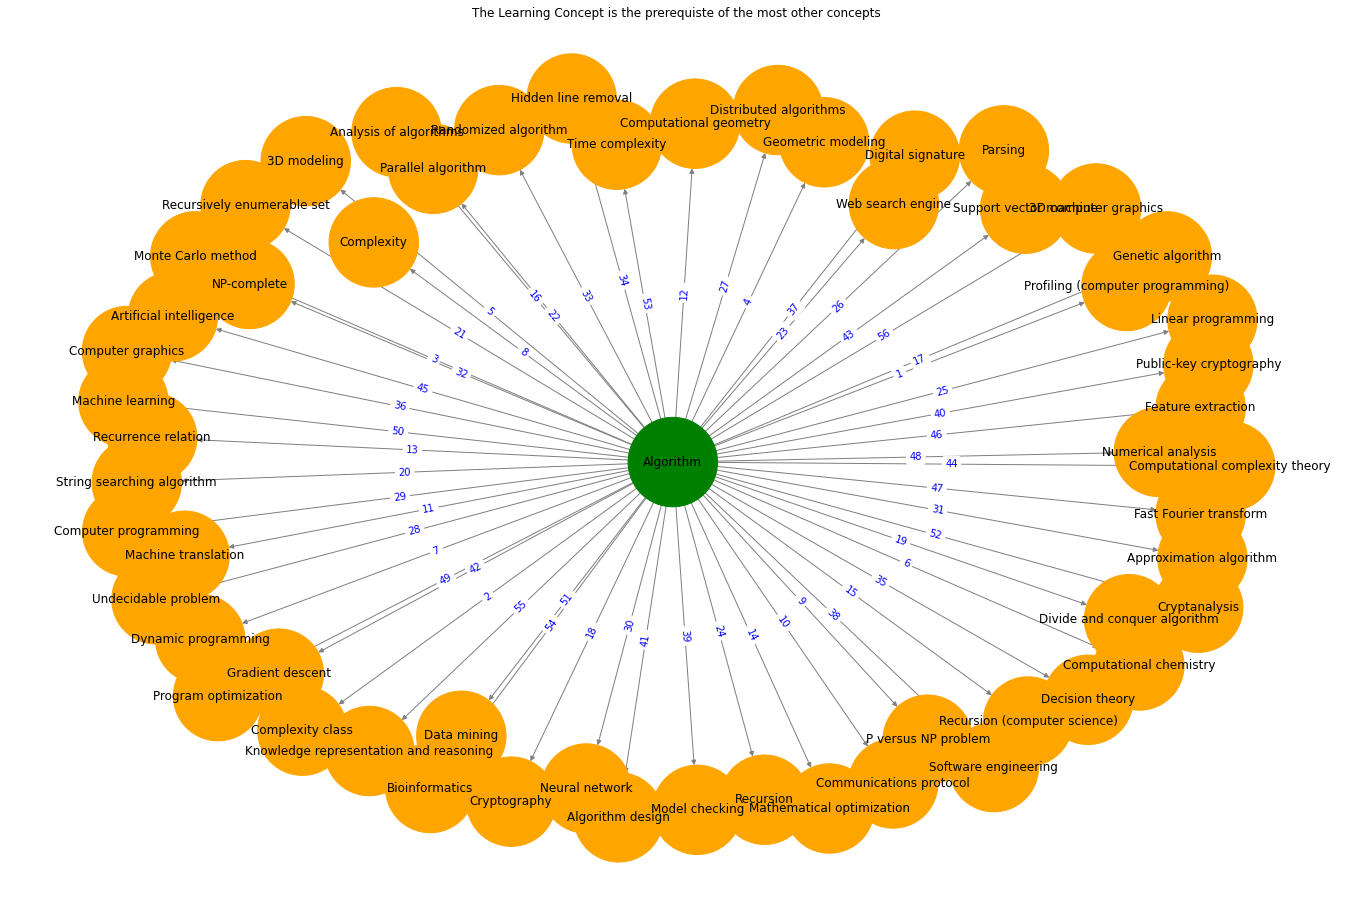 The Learning Concept is the prerequiste of the most other concepts
Hidden line removal
Distributed algorithms
Computational geometry
Analysis of algorithms
Randomized algorithm
Time complexity
Geometric modeling
Parsing
Digital signature
3D modeling
Parallel algorithm
Recursively enumerable set
Web search engine
Support vector machine
3D computer graphics
Complexity
Monte Carlo method
Genetic algorithm
NP-complete
Profiling (computer programming)
Artificial intelligence
Linear programming
Computer graphics
Public-key cryptography
Machine learning
Feature extraction
Recurrence relation
Numerical analysis
Algorithm
Computational complexity theory
String searching algorithm
Fast Fourier transform
Computer programming
Machine translation
Approximation algorithm
Undecidable problem
Cryptanalysis
Divide and conquer algorithm
Dynamic programming
Computational chemistry
Gradient descent
Program optimization
Decision theory
Recursion (computer science)
Complexity class
Data mining
P versus NP problem
Knowledge representation and reasoning
Software engineering
Communications protocol
Bioinformatics
Neural network
Cryptography
Recursion
Model checking
Mathematical optimization
Algorithm design
34
53
12
27
4
16
22
33
5
8
21
37
23
26
43
56
3
32
17
1
45
25
36
40
50
46
13
48
44
20
29
47
11
31
28
52
7
19
6
49
42
35
2
15
55
51
54
9
38
18
30
41
39
24
14
10